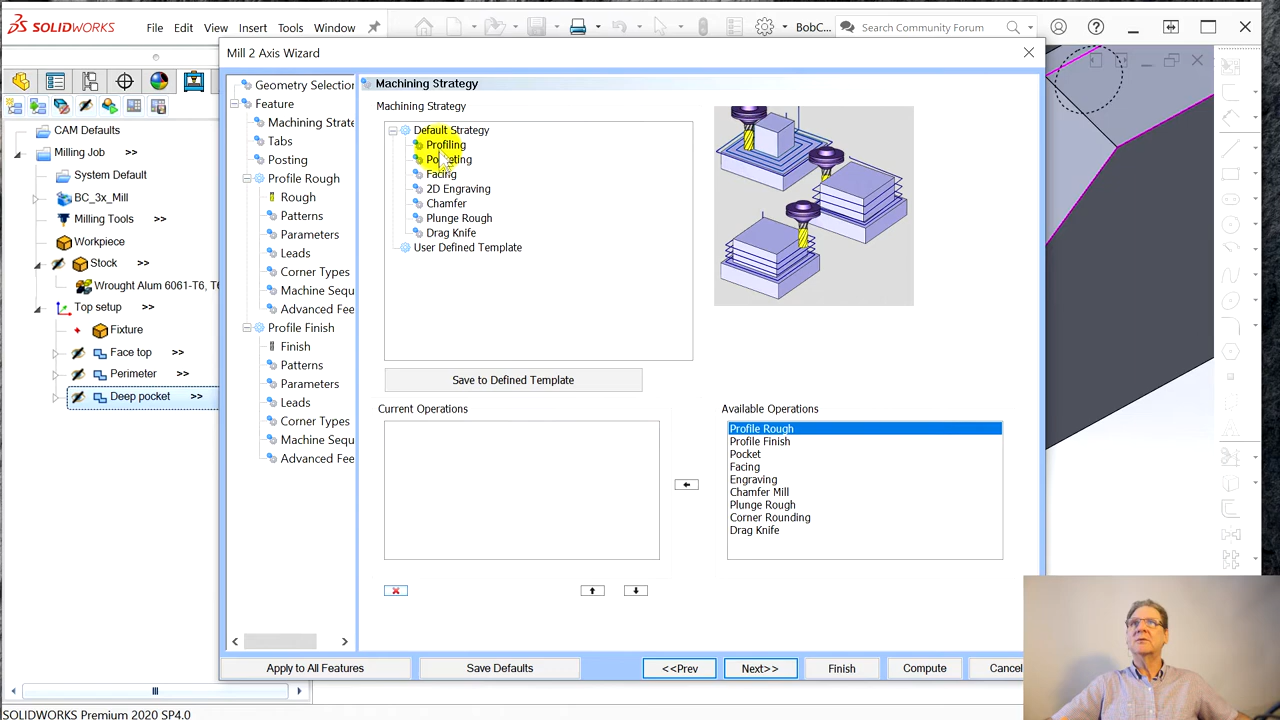 SOLIDWORKS File Edit View Insert Tools Window BobC... Search Community Forum
Mill 2 Axis Wizard
CAM Defaults
Milling Job >>
System Default
BC_3x_Mill
Milling Tools >>
Workpiece
Stock >>
Wrought Alum 6061-T6, T6
Top setup >>
Fixture
Face top >>
Perimeter >>
Deep pocket >>
Geometry Selection
Feature
Machining Strate
Tabs
Posting
Profile Rough
Rough
Patterns
Parameters
Leads
Corner Types
Machine Sequ
Advanced Fee
Profile Finish
Finish
Patterns
Parameters
Leads
Corner Types
Machine Sequ
Advanced Fee
Machining Strategy
Machining Strategy
Default Strategy
Profiling
Pocketing
Facing
2D Engraving
Chamfer
Plunge Rough
Drag Knife
User Defined Template
Save to Defined Template
Current Operations
Available Operations
Profile Rough
Profile Finish
Pocket
Facing
Engraving
Chamfer Mill
Plunge Rough
Corner Rounding
Drag Knife
Apply to All Features Save Defaults <<Prev Next>> Finish Compute Cancel
SOLIDWORKS Premium 2020 SP4.0